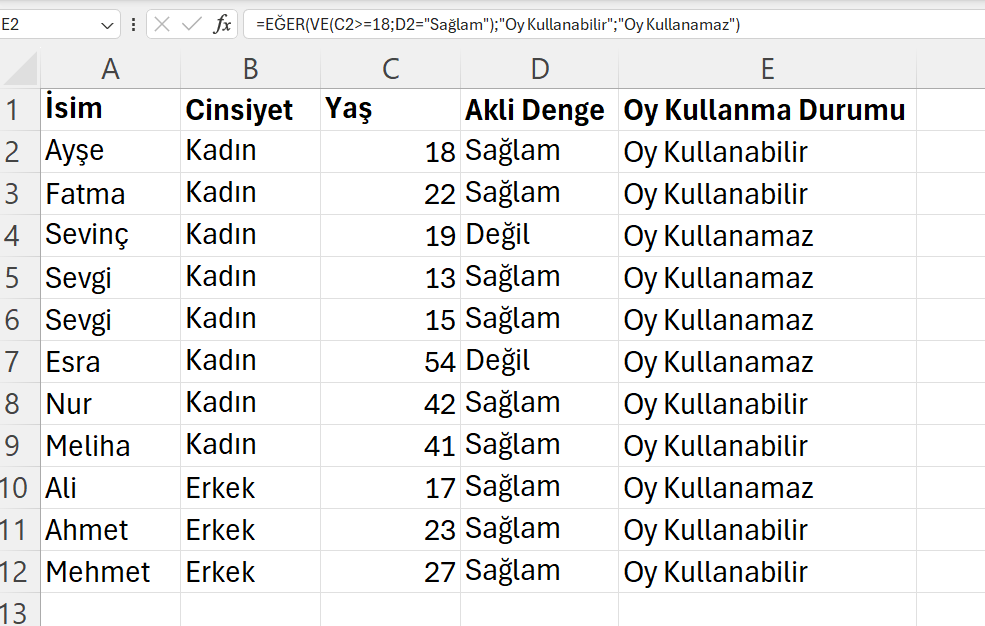 E2 fx =EĞER(VE(C2>=18;D2="Sağlam");"Oy Kullanabilir";"Oy Kullanamaz")
A B C D E
1 İsim Cinsiyet Yaş Akli Denge Oy Kullanma Durumu
2 Ayşe Kadın 18 Sağlam Oy Kullanabilir
3 Fatma Kadın 22 Sağlam Oy Kullanabilir
4 Sevinç Kadın 19 Değil Oy Kullanamaz
5 Sevgi Kadın 13 Sağlam Oy Kullanamaz
6 Sevgi Kadın 15 Sağlam Oy Kullanamaz
7 Esra Kadın 54 Değil Oy Kullanamaz
8 Nur Kadın 42 Sağlam Oy Kullanabilir
9 Meliha Kadın 41 Sağlam Oy Kullanabilir
10 Ali Erkek 17 Sağlam Oy Kullanamaz
11 Ahmet Erkek 23 Sağlam Oy Kullanabilir
12 Mehmet Erkek 27 Sağlam Oy Kullanabilir
13